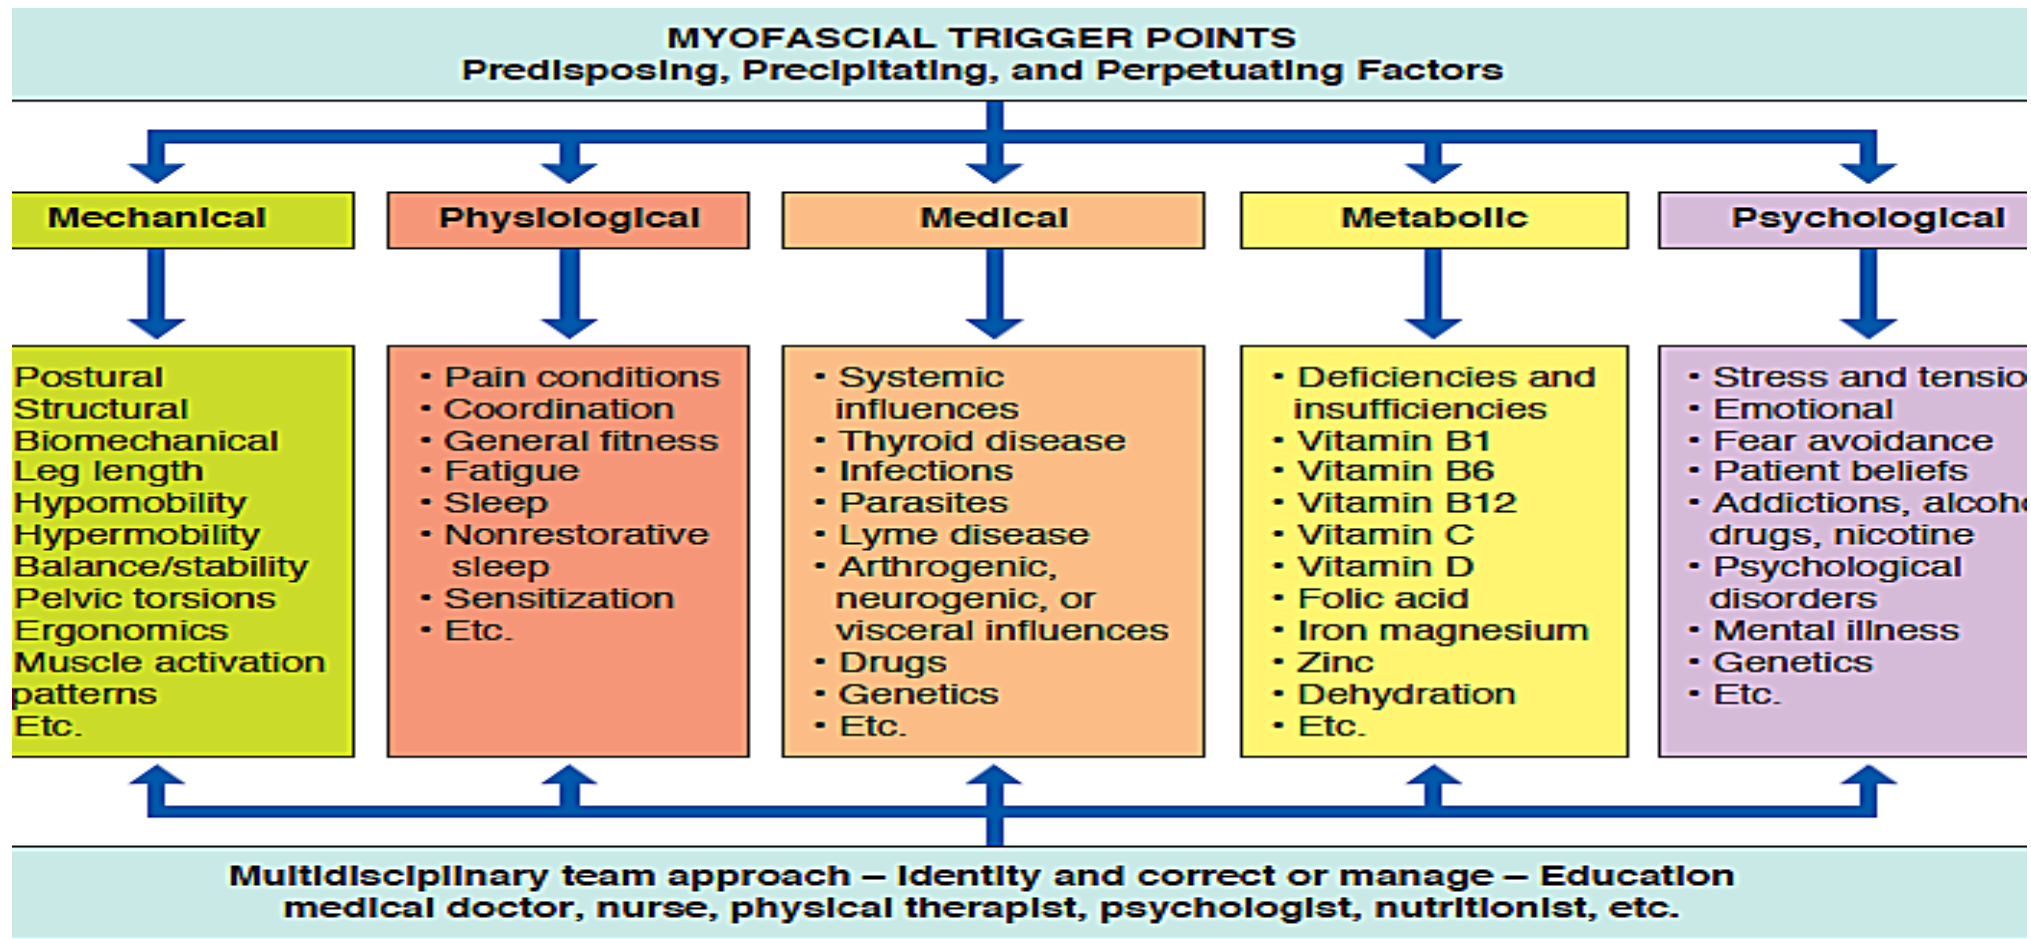 MYOFASCIAL TRIGGER POINTS
Predisposing, Precipitating, and Perpetuating Factors
Mechanical
Physiological
Medical
Metabolic
Psychological
Postural
Structural
Biomechanical
Leg length
Hypomobility
Hypermobility
Balance/stability
Pelvic torsions
Ergonomics
Muscle activation
patterns
Etc.
• Pain conditions
• Coordination
• General fitness
• Fatigue
• Sleep
• Nonrestorative
sleep
• Sensitization
• Etc.
• Systemic
influences
• Thyroid disease
• Infections
• Parasites
• Lyme disease
• Arthrogenic,
neurogenic, or
visceral influences
• Drugs
• Genetics
• Etc.
• Deficiencies and
insufficiencies
• Vitamin B1
• Vitamin B6
• Vitamin B12
• Vitamin C
• Vitamin D
• Folic acid
• Iron magnesium
• Zinc
• Dehydration
• Etc.
• Stress and tensio
• Emotional
• Fear avoidance
• Patient beliefs
• Addictions, alcoho
drugs, nicotine
• Psychological
disorders
• Mental illness
• Genetics
• Etc.
Multidisciplinary team approach – Identity and correct or manage – Education
medical doctor, nurse, physical therapist, psychologist, nutritionist, etc.